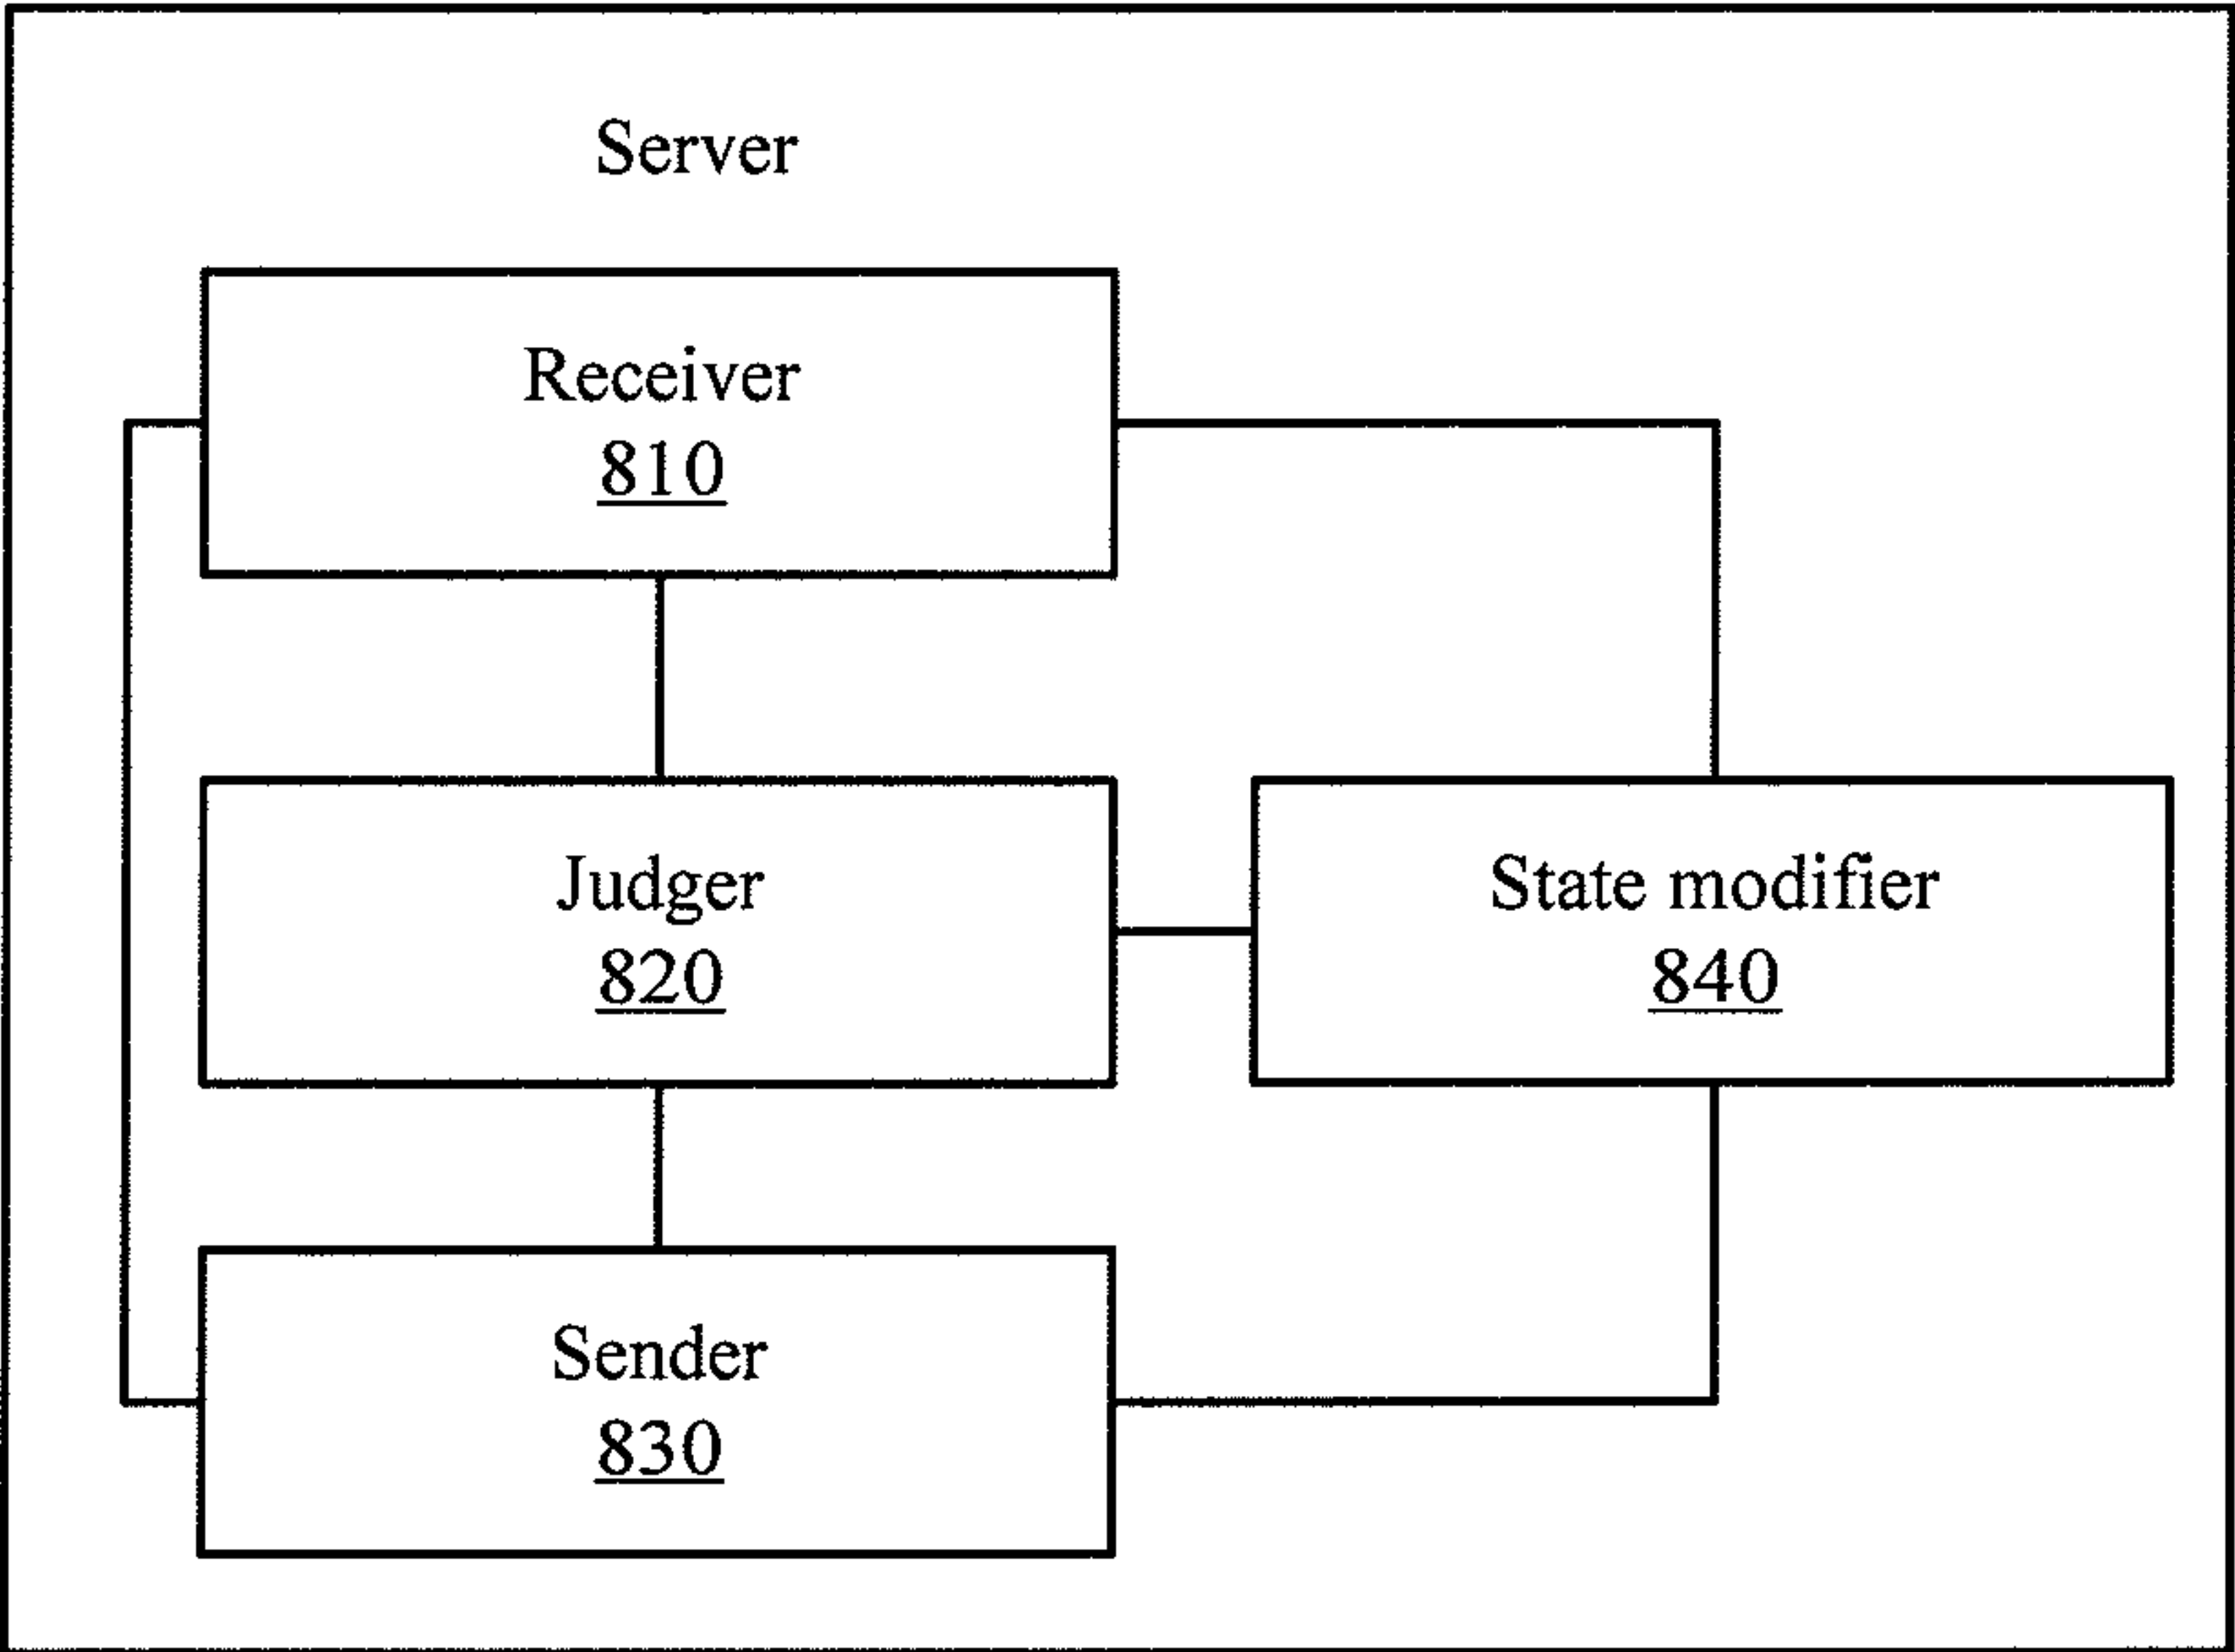 Server
Receiver
810
Judger
820
State modifier
840
Sender
830